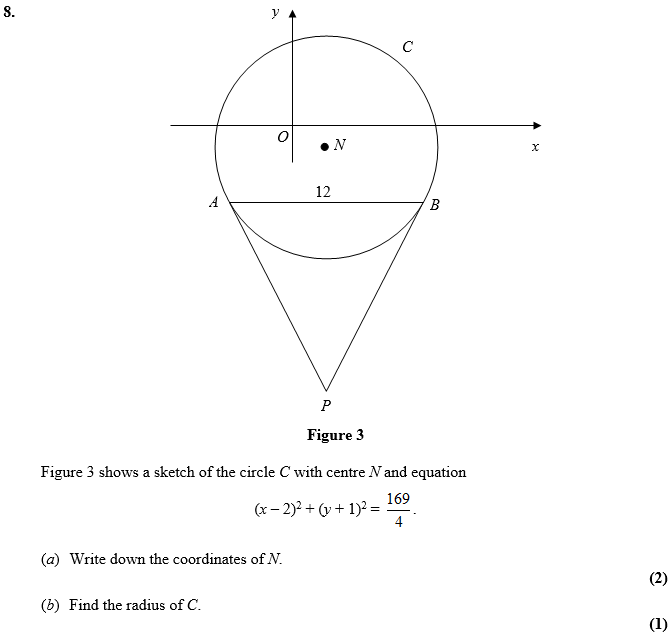 8.
y
C
O
N
x
12
A
B
P
Figure 3
Figure 3 shows a sketch of the circle C with centre N and equation
(x – 2)² + (y + 1)² = 169/4.
(a) Write down the coordinates of N.
(2)
(b) Find the radius of C.
(1)